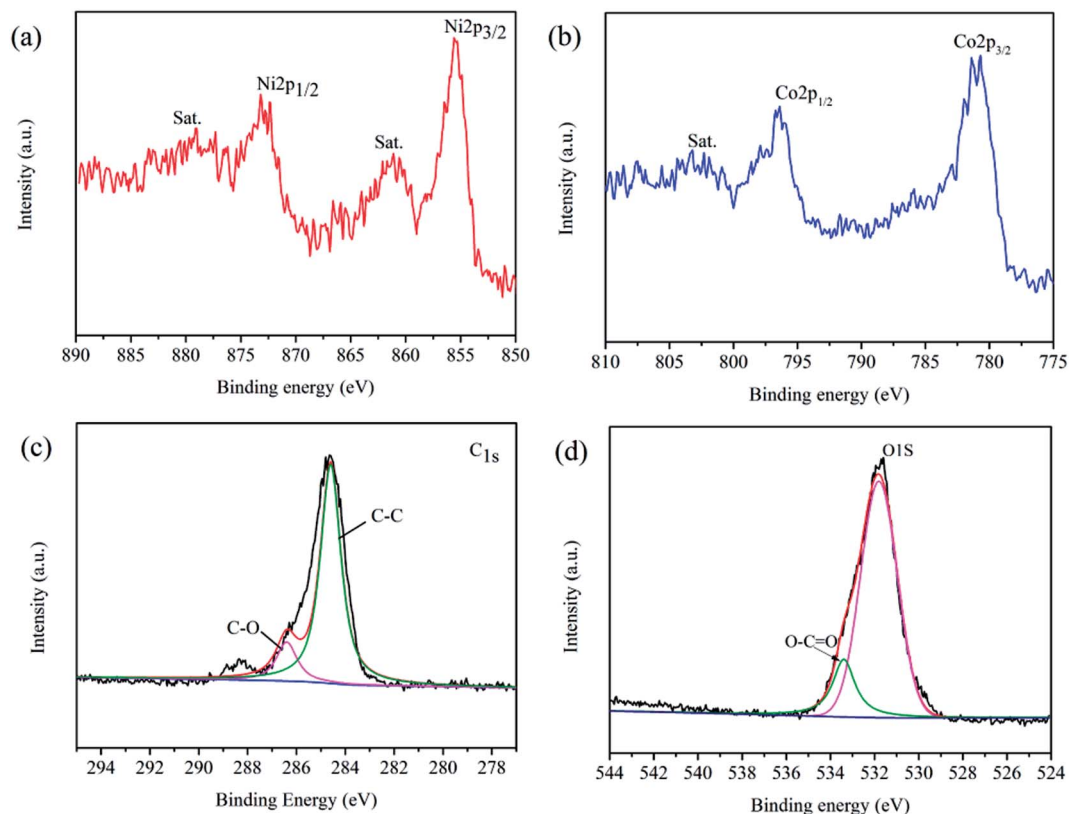 (a)
Ni2p3/2
Ni2p1/2
Sat.
Sat.
Intensity (a.u.)
890 885 880 875 870 865 860 855 850
Binding energy (eV)
(b)
Co2p3/2
Co2p1/2
Sat.
Intensity (a.u.)
810 805 800 795 790 785 780 775
Binding energy (eV)
(c)
C1s
C-C
C-O
Intensity (a.u.)
294 292 290 288 286 284 282 280 278
Binding Energy (eV)
(d)
O1S
O-C=O
Intensity (a.u.)
544 542 540 538 536 534 532 530 528 526 524
Binding energy (eV)